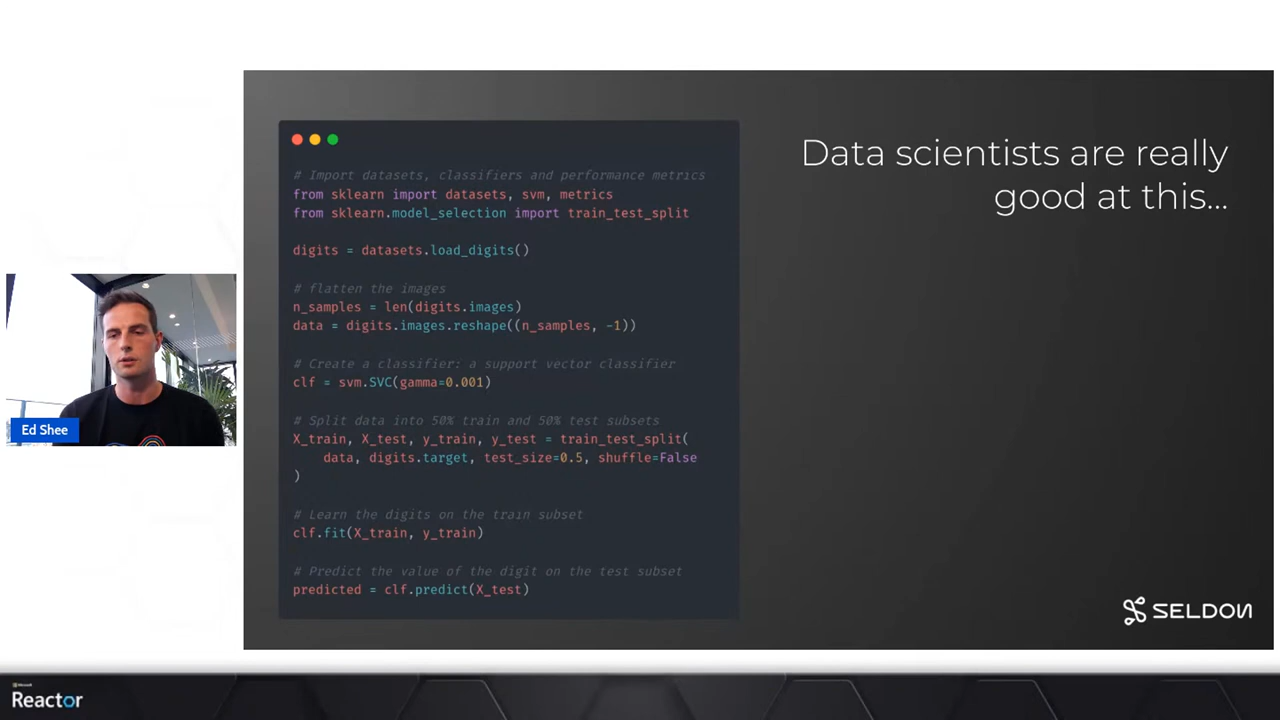 Data scientists are really
good at this...
# Import datasets, classifiers and performance metrics
from sklearn import datasets, svm, metrics
from sklearn.model_selection import train_test_split
digits = datasets.load_digits()
# flatten the images
n_samples = len(digits.images)
data = digits.images.reshape((n_samples, -1))
# Create a classifier: a support vector classifier
clf = svm.SVC(gamma=0.001)
# Split data into 50% train and 50% test subsets
X_train, X_test, y_train, y_test = train_test_split(
    data, digits.target, test_size=0.5, shuffle=False
)
# Learn the digits on the train subset
clf.fit(X_train, y_train)
# Predict the value of the digit on the test subset
predicted = clf.predict(X_test)
Ed Shee
SELDON
Microsoft
Reactor